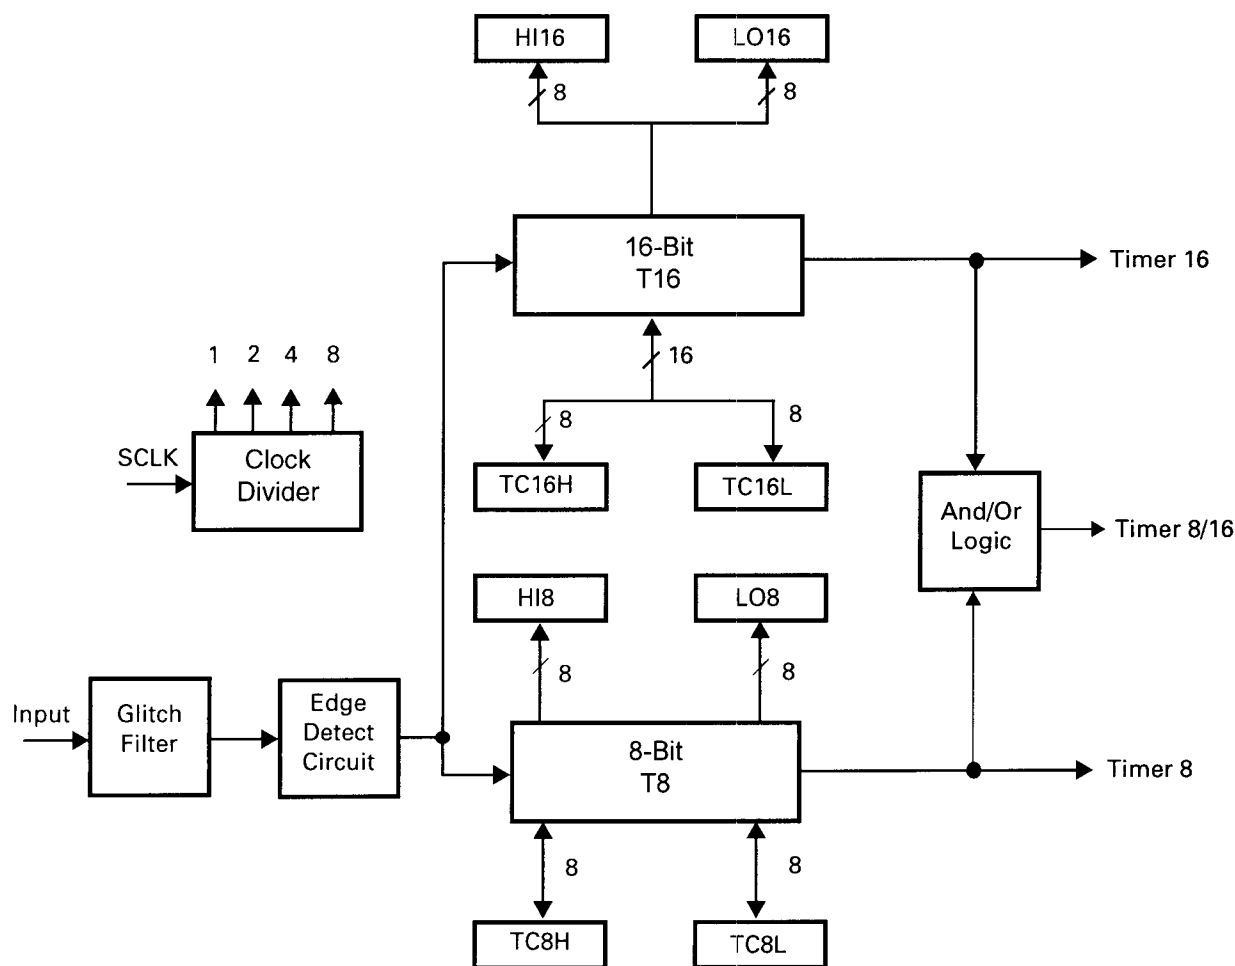 HI16
LO16
8
8
16-Bit
T16
Timer 16
16
1 2 4 8
8
8
SCLK
Clock
Divider
TC16H
TC16L
And/Or
Logic
Timer 8/16
HI8
LO8
8
8
Input
Glitch
Filter
Edge
Detect
Circuit
8-Bit
T8
Timer 8
8
8
TC8H
TC8L